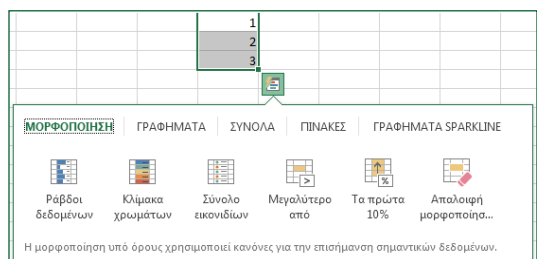 1
2
3
ΜΟΡΦΟΠΟΙΗΣΗ ΓΡΑΦΗΜΑΤΑ ΣΥΝΟΛΑ ΠΙΝΑΚΕΣ ΓΡΑΦΗΜΑΤΑ SPARKLINE
Ράβδοι Κλίμακα Σύνολο Μεγαλύτερο Τα πρώτα Απαλοιφή
δεδομένων χρωμάτων εικονιδίων από 10% μορφοποίησ...
Η μορφοποίηση υπό όρους χρησιμοποιεί κανόνες για την επισήμανση σημαντικών δεδομένων.